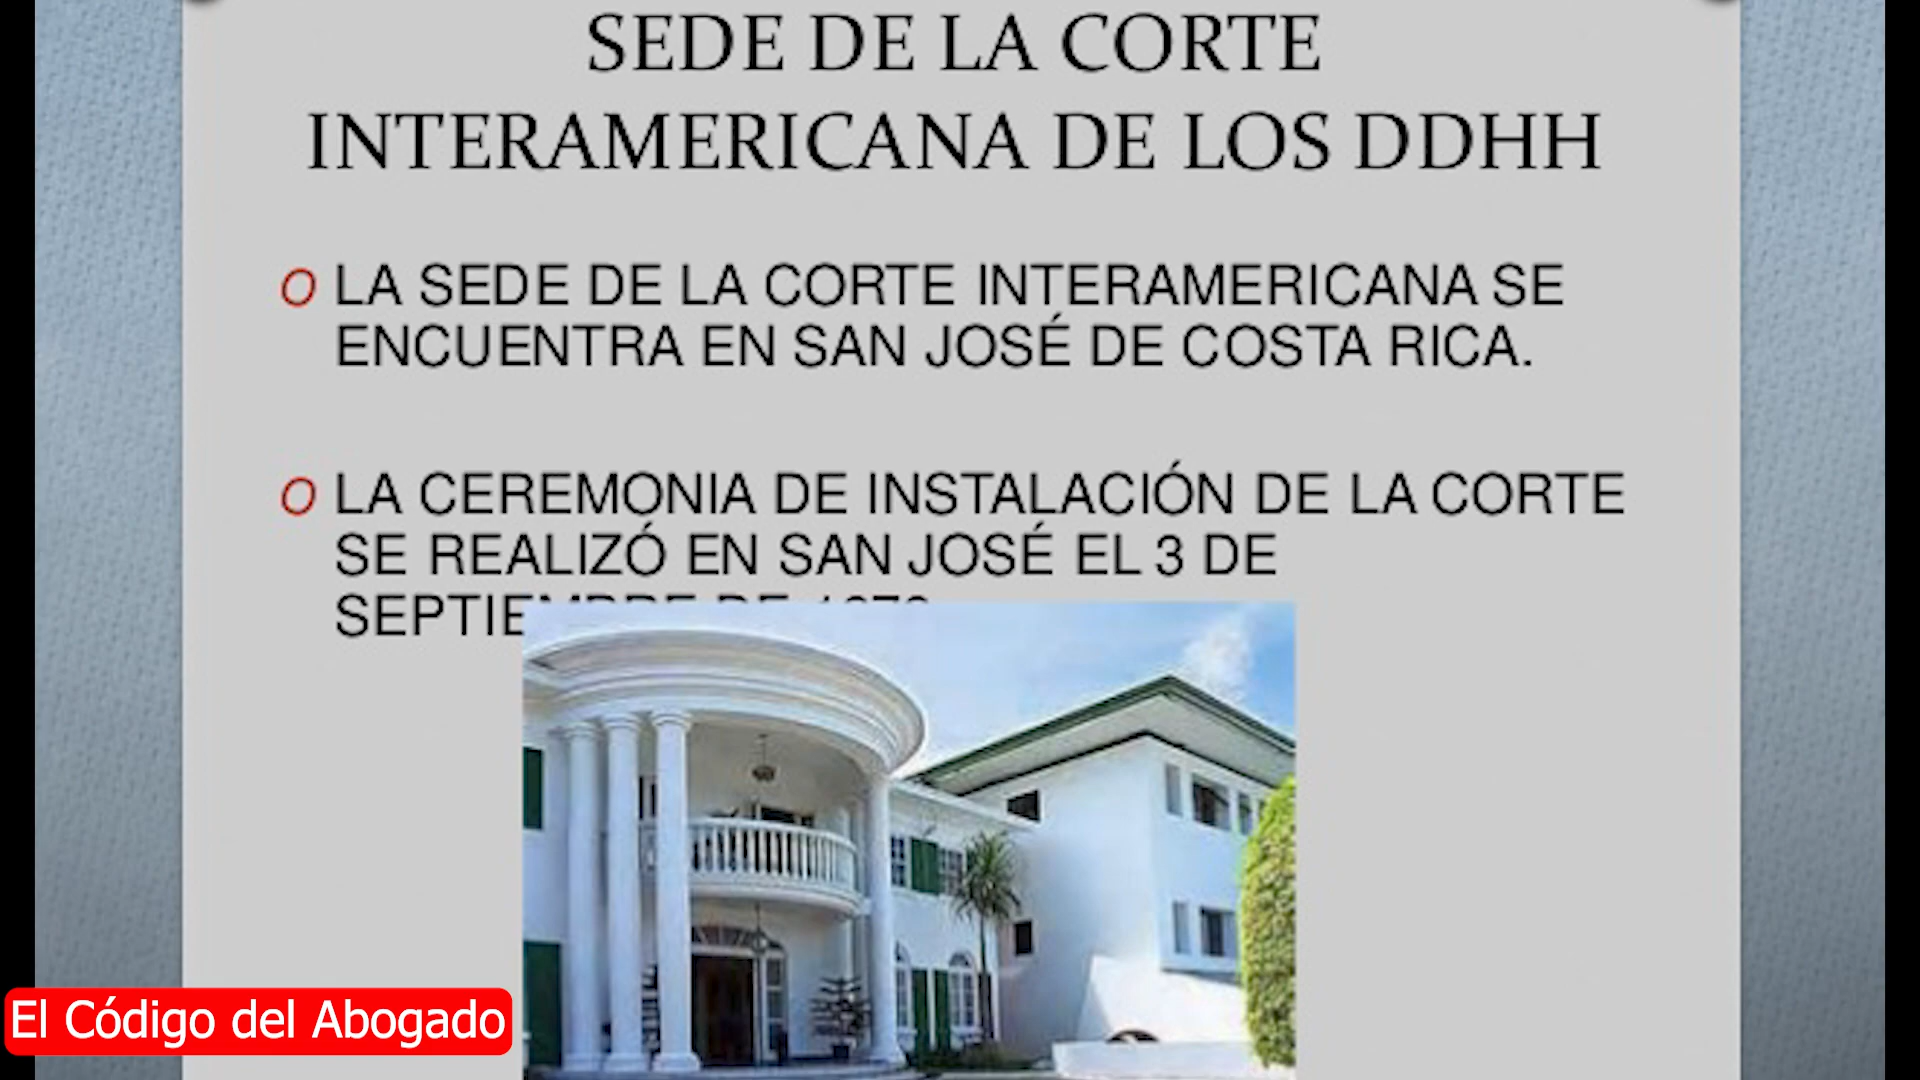 SEDE DE LA CORTE
INTERAMERICANA DE LOS DDHH
O LA SEDE DE LA CORTE INTERAMERICANA SE
ENCUENTRA EN SAN JOSÉ DE COSTA RICA.
O LA CEREMONIA DE INSTALACIÓN DE LA CORTE
SE REALIZÓ EN SAN JOSÉ EL 3 DE
SEPTIEMBRE DE
El Código del Abogado